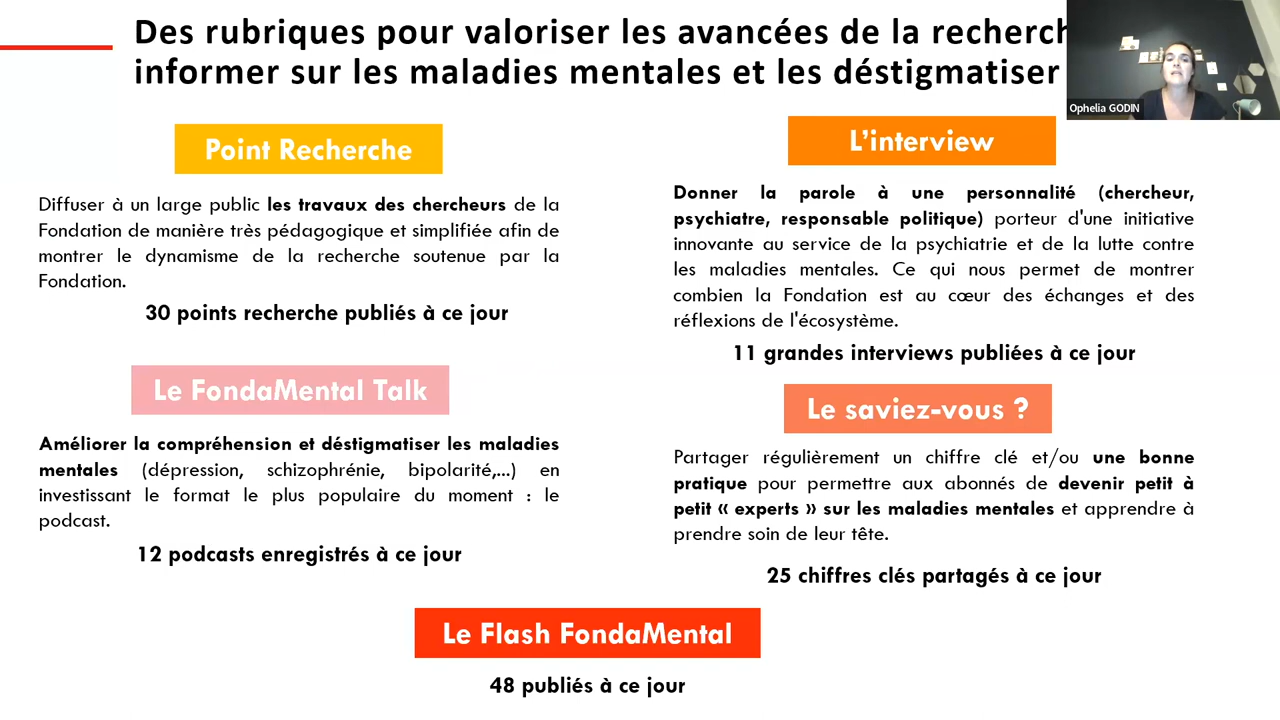 Des rubriques pour valoriser les avancées de la recherch
informer sur les maladies mentales et les déstigmatiser
Ophelia GODIN
Point Recherche
Diffuser à un large public les travaux des chercheurs de la
Fondation de manière très pédagogique et simplifiée afin de
montrer le dynamisme de la recherche soutenue par la
Fondation.
30 points recherche publiés à ce jour
L'interview
Donner la parole à une personnalité (chercheur,
psychiatre, responsable politique) porteur d'une initiative
innovante au service de la psychiatrie et de la lutte contre
les maladies mentales. Ce qui nous permet de montrer
combien la Fondation est au cœur des échanges et des
réflexions de l'écosystème.
11 grandes interviews publiées à ce jour
Le FondaMental Talk
Améliorer la compréhension et déstigmatiser les maladies
mentales (dépression, schizophrénie, bipolarité,...) en
investissant le format le plus populaire du moment : le
podcast.
12 podcasts enregistrés à ce jour
Le saviez-vous ?
Partager régulièrement un chiffre clé et/ou une bonne
pratique pour permettre aux abonnés de devenir petit à
petit « experts » sur les maladies mentales et apprendre à
prendre soin de leur tête.
25 chiffres clés partagés à ce jour
Le Flash FondaMental
48 publiés à ce jour